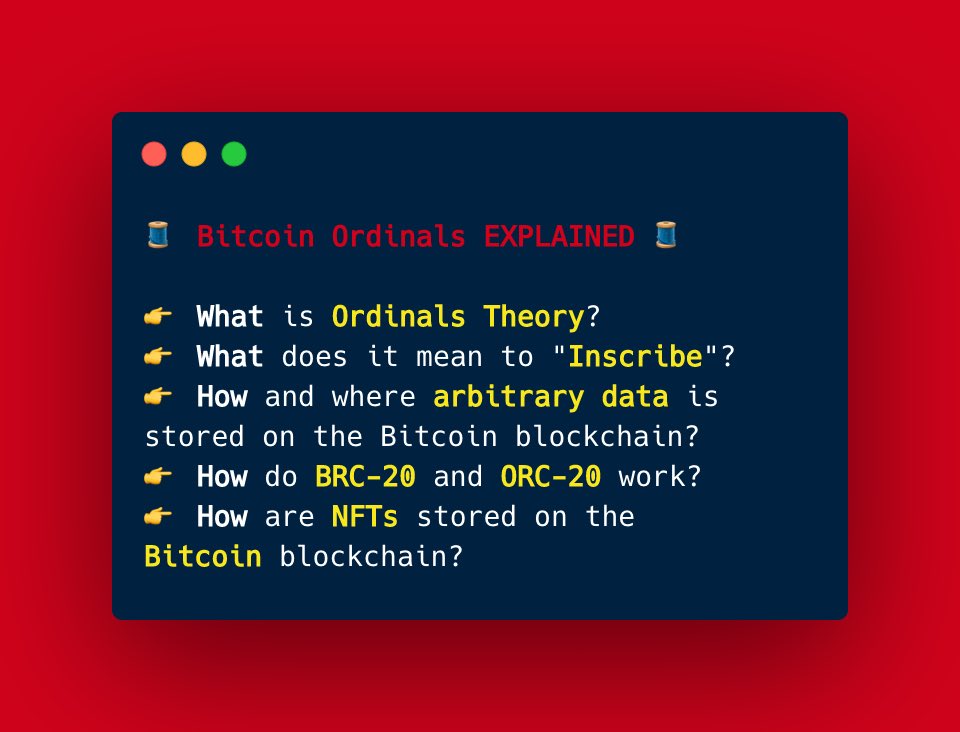 🧵 Bitcoin Ordinals EXPLAINED 🧵
👉 What is Ordinals Theory?
👉 What does it mean to "Inscribe"?
👉 How and where arbitrary data is
stored on the Bitcoin blockchain?
👉 How do BRC-20 and ORC-20 work?
👉 How are NFTs stored on the
Bitcoin blockchain?